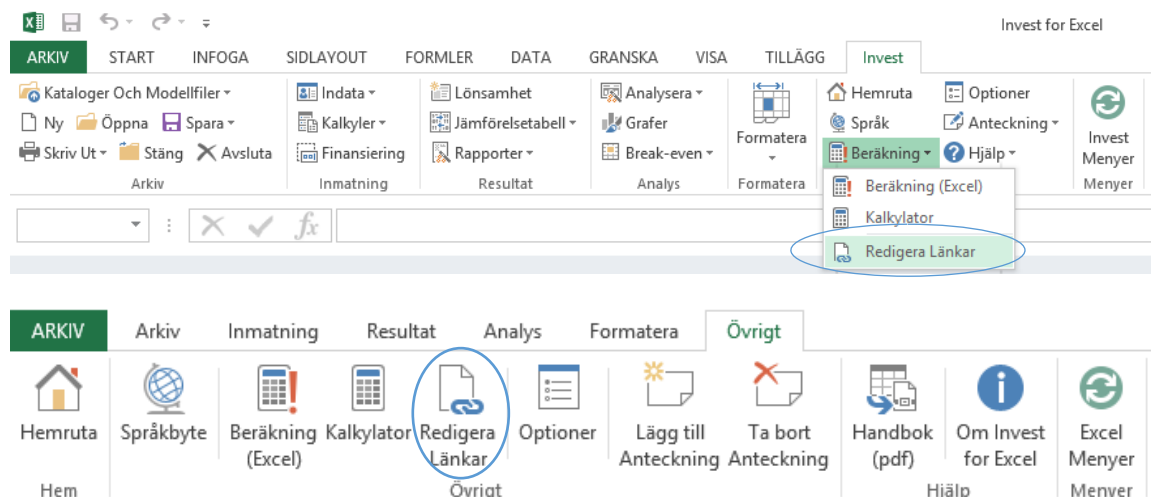 Invest for Excel
ARKIV START INFOGA SIDLAYOUT FORMLER DATA GRANSKA VISA TILLÄGG Invest
Kataloger Och Modellfiler Indata Lönsamhet Analysera Hemruta Optioner
Ny Öppna Spara Kalkyler Jämförelsetabell Grafer Formatera Språk Anteckning Invest
Skriv Ut Stäng Avsluta Finansiering Rapporter Break-even Beräkning Hjälp Menyer
Arkiv Inmatning Resultat Analys Formatera Menyer
Beräkning (Excel)
Kalkylator
fx
Redigera Länkar
ARKIV Arkiv Inmatning Resultat Analys Formatera Övrigt
Hemruta Språkbyte Beräkning Kalkylator Redigera Optioner Lägg till Ta bort Handbok Om Invest Excel
(Excel) Länkar Anteckning Anteckning (pdf) for Excel Menyer
Hem Övrigt Hjälp Menyer